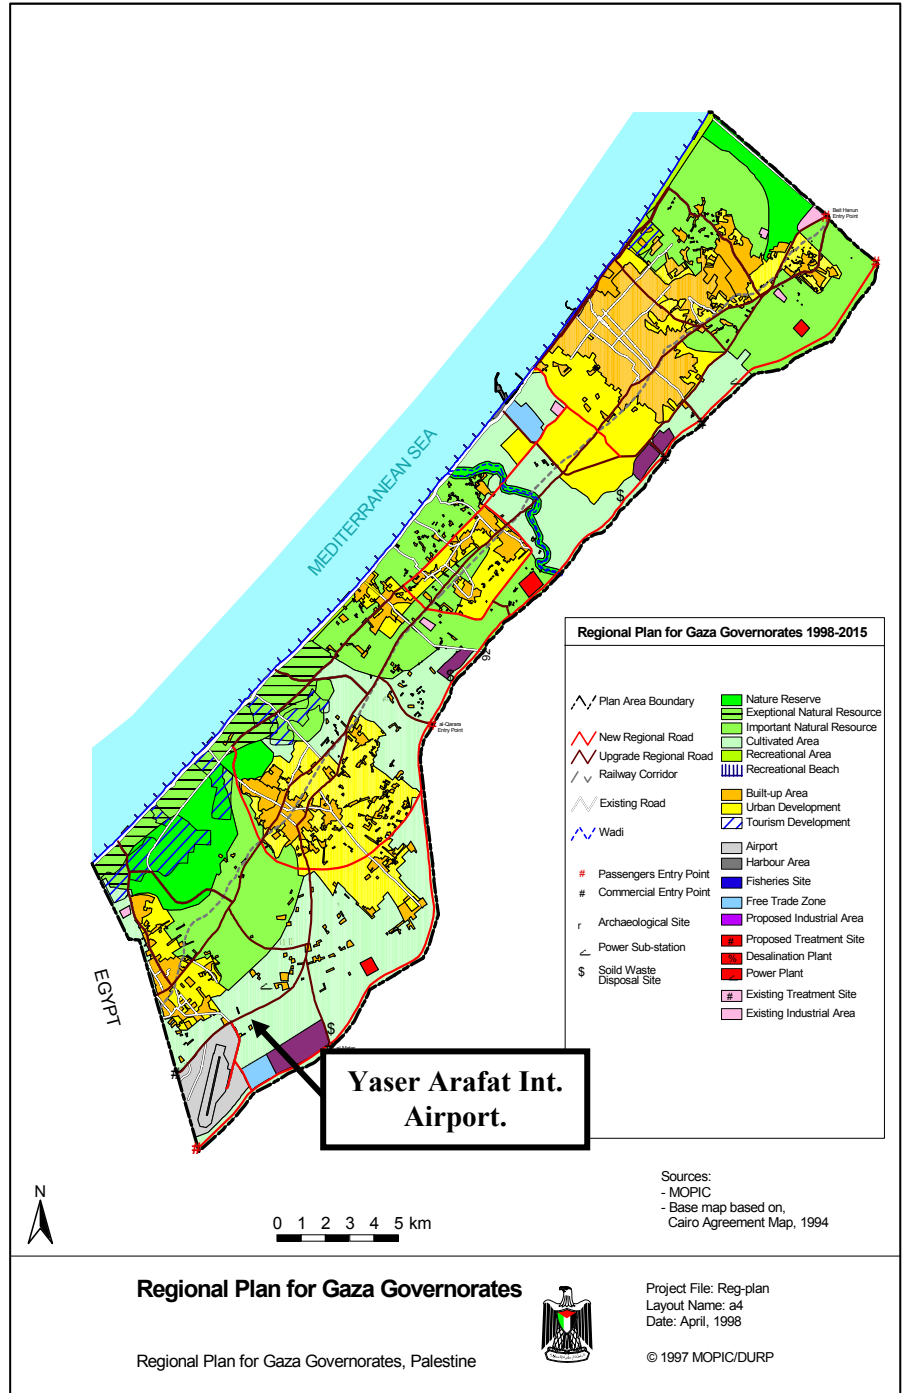 Beit Hanun
Entry Point
MEDITERRANEAN SEA
al-Qarara
Entry Point
EGYPT
Yaser Arafat Int.
Airport.
Regional Plan for Gaza Governorates 1998-2015
Plan Area Boundary
New Regional Road
Upgrade Regional Road
Railway Corridor
Existing Road
Wadi
# Passengers Entry Point
# Commercial Entry Point
r Archaeological Site
Power Sub-station
$ Soild Waste
Disposal Site
Nature Reserve
Exeptional Natural Resource
Important Natural Resource
Cultivated Area
Recreational Area
Recreational Beach
Built-up Area
Urban Development
Tourism Development
Airport
Harbour Area
Fisheries Site
Free Trade Zone
Proposed Industrial Area
# Proposed Treatment Site
% Desalination Plant
Power Plant
# Existing Treatment Site
Existing Industrial Area
N
0 1 2 3 4 5 km
Sources:
- MOPIC
- Base map based on,
Cairo Agreement Map, 1994
Regional Plan for Gaza Governorates
Regional Plan for Gaza Governorates, Palestine
Project File: Reg-plan
Layout Name: a4
Date: April, 1998
© 1997 MOPIC/DURP